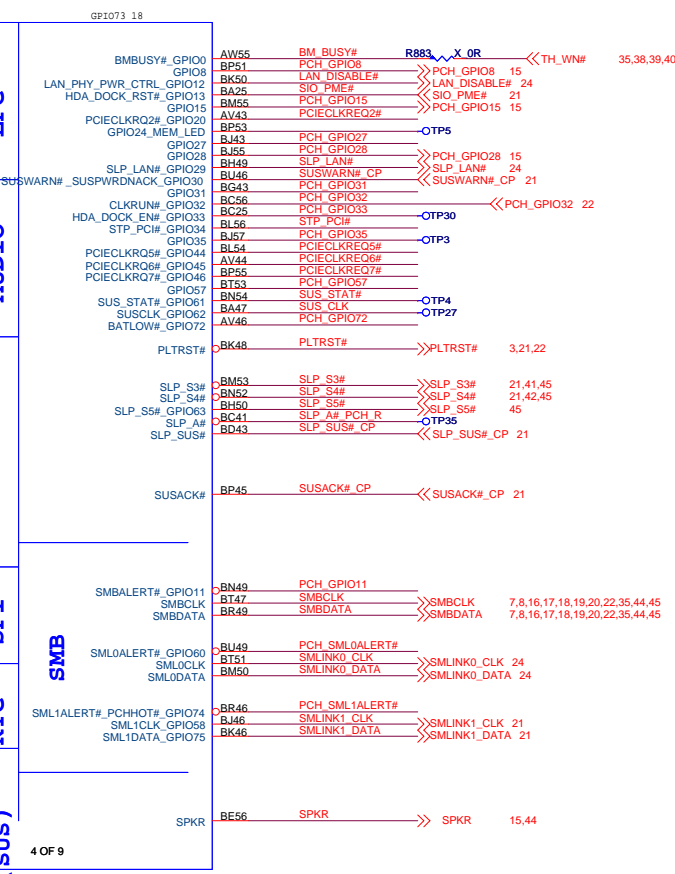 GPIO73 18
BMBUSY#_GPIO0 AW55 BM_BUSY# R883 X_0R TH_WN# 35,38,39,40
GPIO8 BP51 PCH_GPIO8 PCH_GPIO8 15
LAN_PHY_PWR_CTRL_GPIO12 BK50 LAN_DISABLE# LAN_DISABLE# 24
HDA_DOCK_RST#_GPIO13 BA25 SIO_PME# SIO_PME# 21
GPIO15 BM55 PCH_GPIO15 PCH_GPIO15 15
PCIECLKRQ2#_GPIO20 AV43 PCIECLKREQ2#
GPIO24_MEM_LED BP53 TP5
GPIO27 BJ43 PCH_GPIO27
GPIO28 BJ55 PCH_GPIO28 PCH_GPIO28 15
SLP_LAN#_GPIO29 BH49 SLP_LAN# SLP_LAN# 24
SUSWARN#_SUSPWRDNACK_GPIO30 BU46 SUSWARN#_CP SUSWARN#_CP 21
GPIO31 BG43 PCH_GPIO31
CLKRUN#_GPIO32 BC56 PCH_GPIO32 PCH_GPIO32 22
HDA_DOCK_EN#_GPIO33 BC25 PCH_GPIO33 TP30
STP_PCI#_GPIO34 BL56 STP_PCI#
GPIO35 BJ57 PCH_GPIO35 TP3
PCIECLKRQ5#_GPIO44 BL54 PCIECLKREQ5#
PCIECLKRQ6#_GPIO45 AV44 PCIECLKREQ6#
PCIECLKRQ7#_GPIO46 BP55 PCIECLKREQ7#
GPIO57 BT53 PCH_GPIO57
SUS_STAT#_GPIO61 BN54 SUS_STAT# TP4
SUSCLK_GPIO62 BA47 SUS_CLK TP27
BATLOW#_GPIO72 AV46 PCH_GPIO72
PLTRST# BK48 PLTRST# PLTRST# 3,21,22
SLP_S3# BM53 SLP_S3# SLP_S3# 21,41,45
SLP_S4# BN52 SLP_S4# SLP_S4# 21,42,45
SLP_S5#_GPIO63 BH50 SLP_S5# SLP_S5# 45
SLP_A# BC41 SLP_A#_PCH_R TP35
SLP_SUS# BD43 SLP_SUS#_CP SLP_SUS#_CP 21
SUSACK# BP45 SUSACK#_CP SUSACK#_CP 21
SMB
SMBALERT#_GPIO11 BN49 PCH_GPIO11
SMBCLK BT47 SMBCLK SMBCLK 7,8,16,17,18,19,20,22,35,44,45
SMBDATA BR49 SMBDATA SMBDATA 7,8,16,17,18,19,20,22,35,44,45
SML0ALERT#_GPIO60 BU49 PCH_SML0ALERT#
SML0CLK BT51 SMLINK0_CLK SMLINK0_CLK 24
SML0DATA BM50 SMLINK0_DATA SMLINK0_DATA 24
SML1ALERT#_PCHHOT#_GPIO74 BR46 PCH_SML1ALERT#
SML1CLK_GPIO58 BJ46 SMLINK1_CLK SMLINK1_CLK 21
SML1DATA_GPIO75 BK46 SMLINK1_DATA SMLINK1_DATA 21
SPKR BE56 SPKR SPKR 15,44
4 OF 9